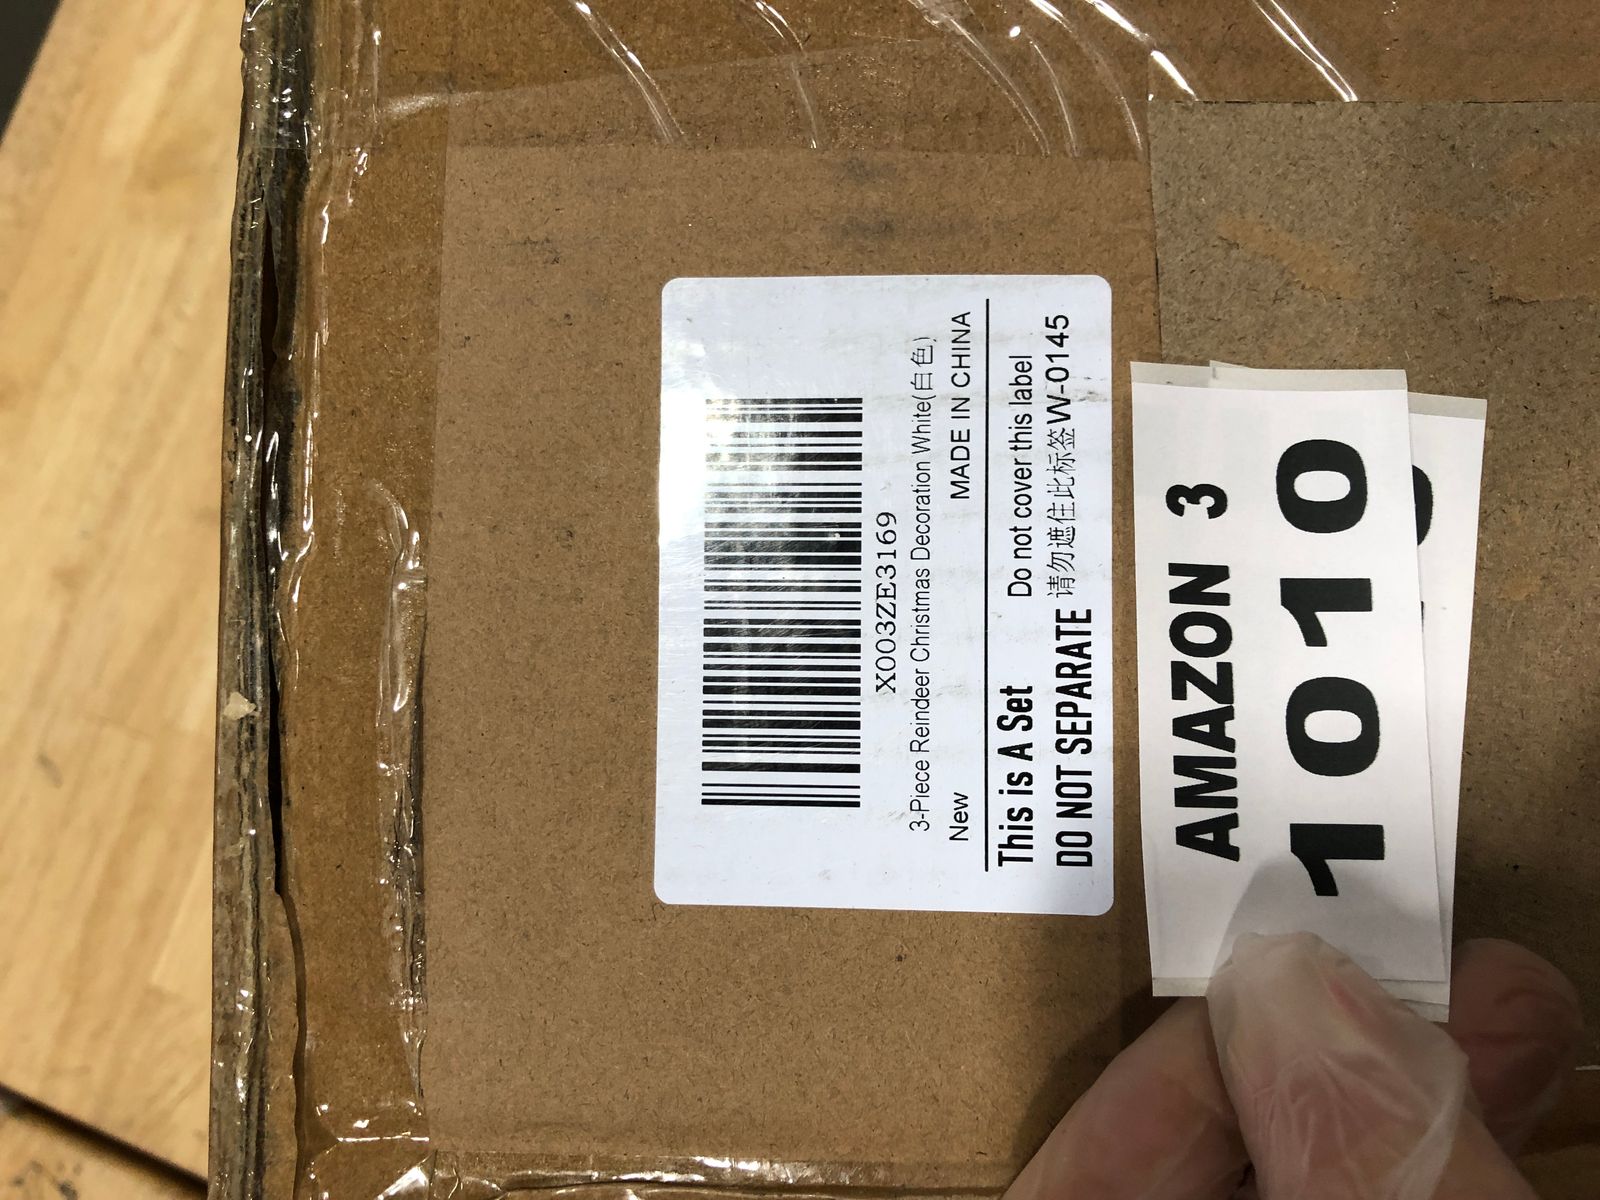 X003ZE3169
3-Piece Reindeer Christmas Decoration White(白色)
New MADE IN CHINA
This is A Set Do not cover this label
DO NOT SEPARATE 请勿遮住此标签W-0145
AMAZON 3
1010